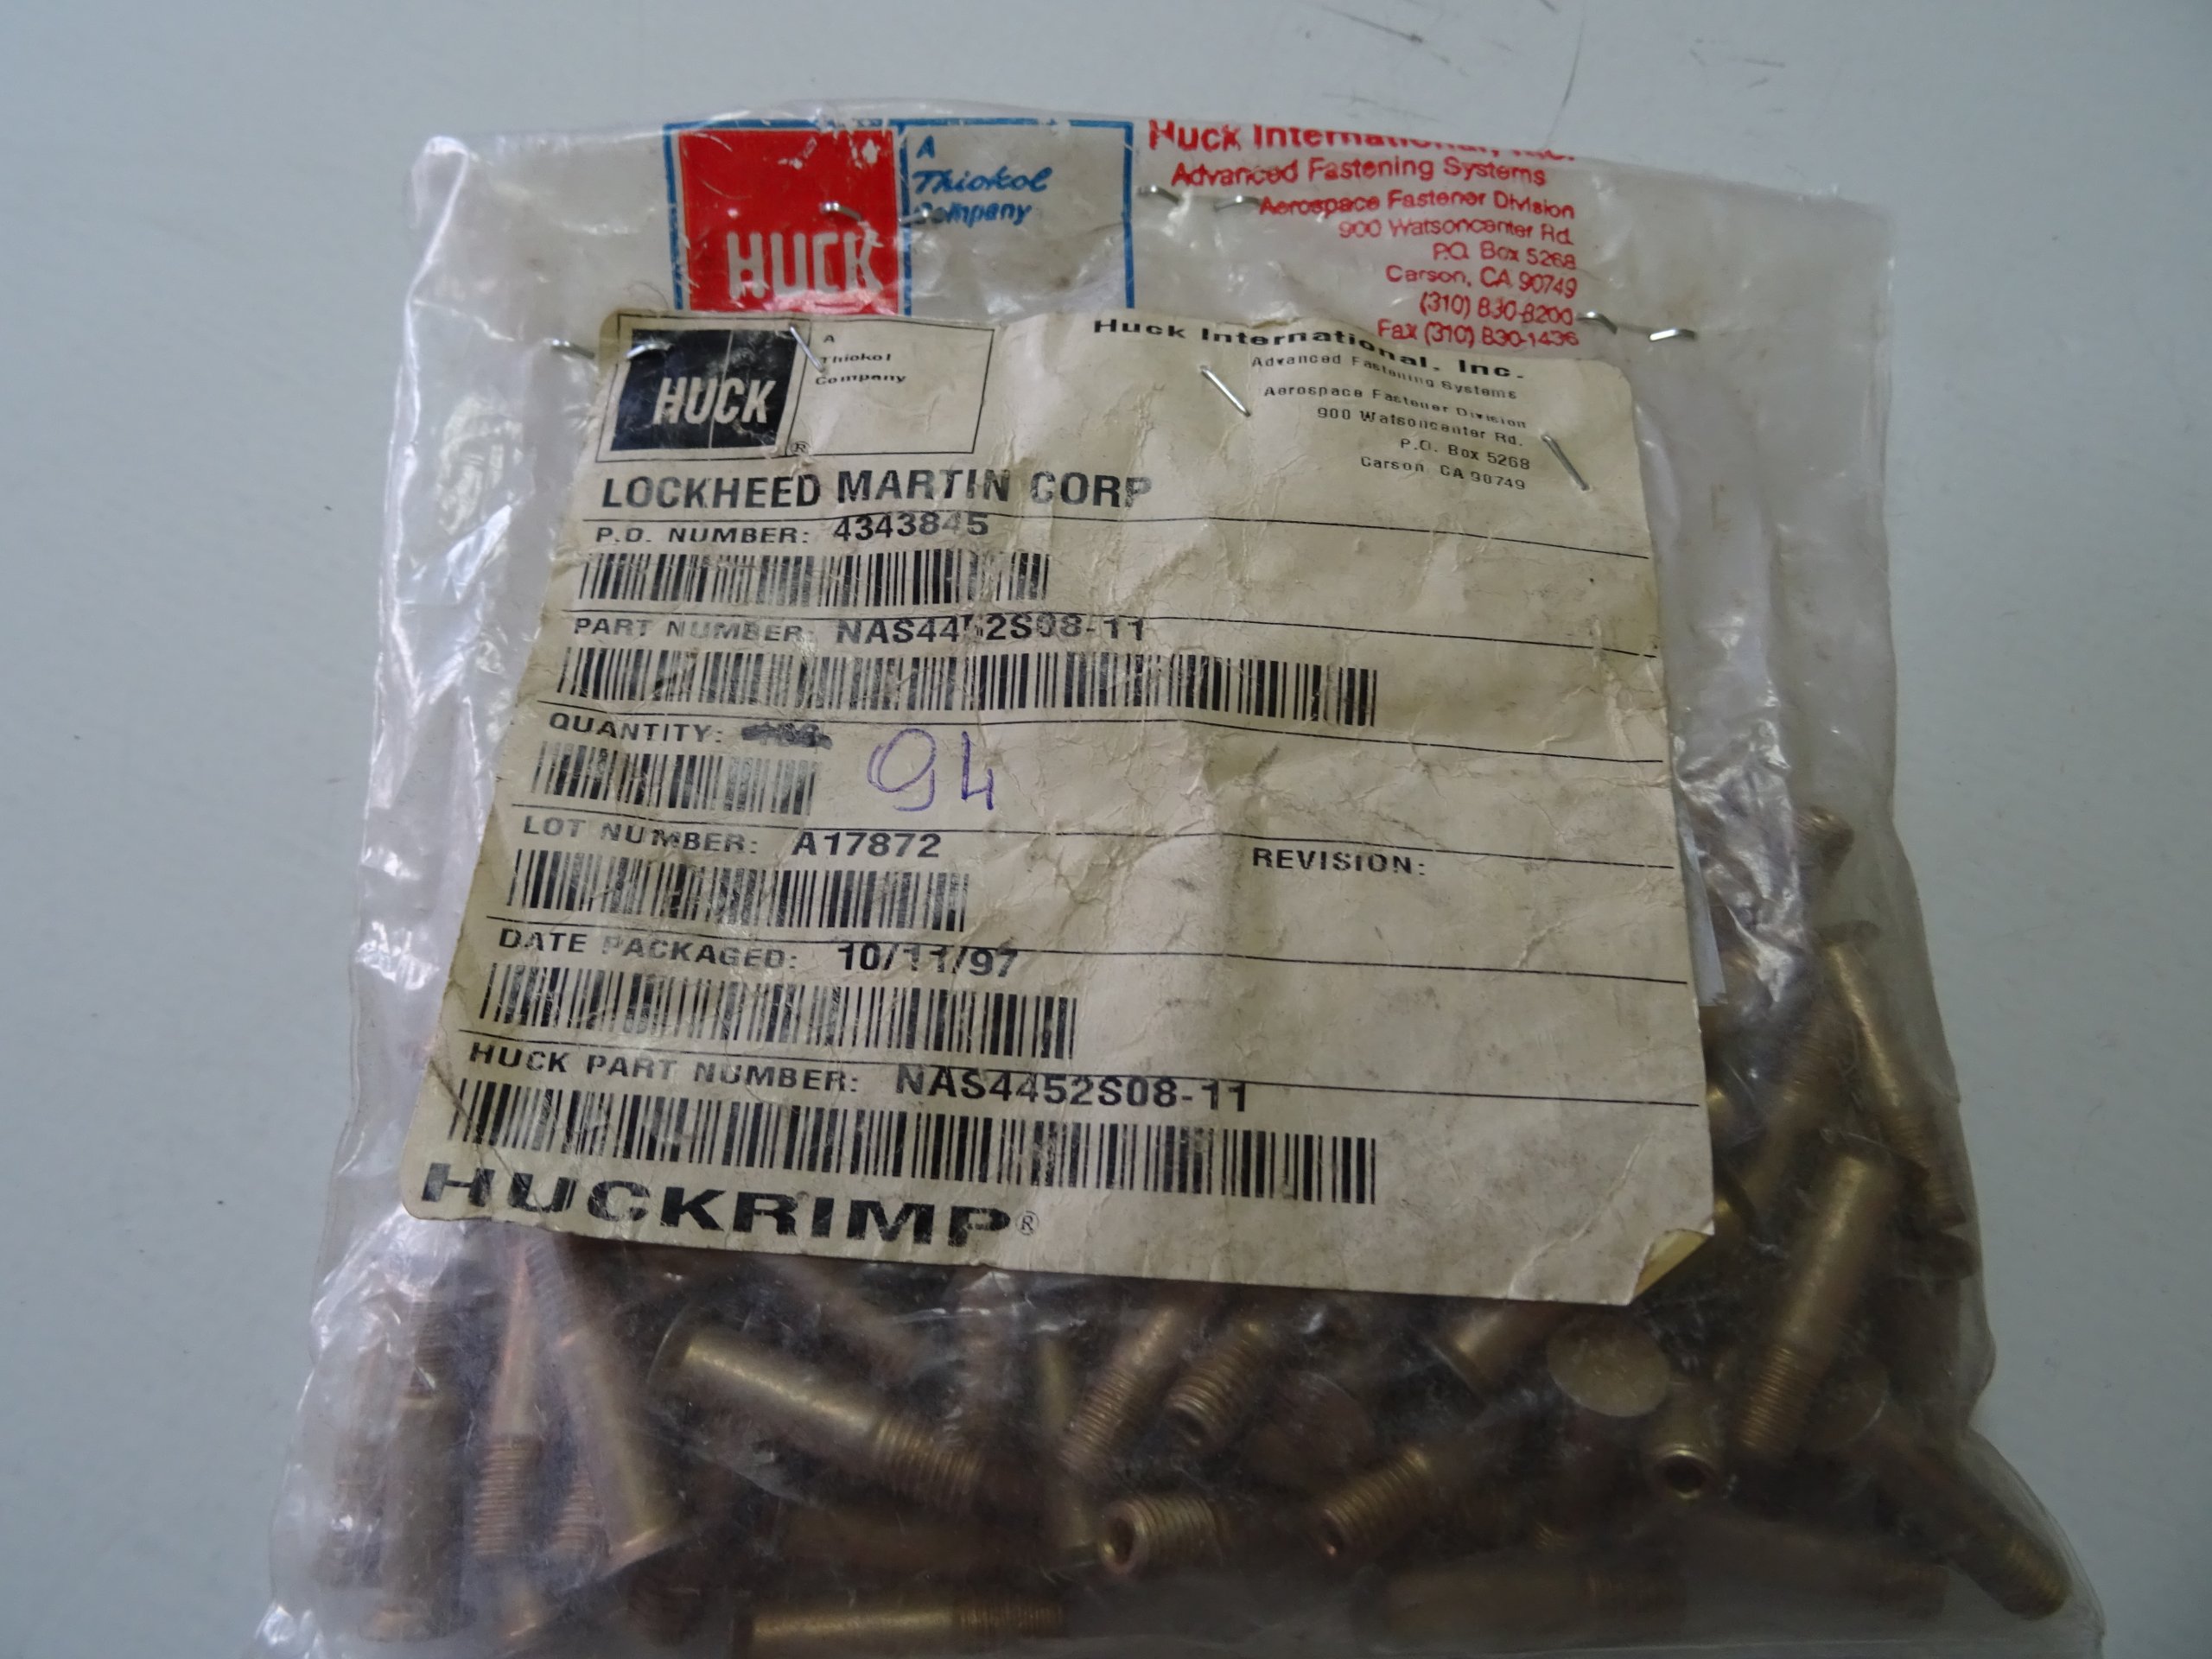 HUCK
A
Thiokol
Company
Huck International, Inc.
Advanced Fastening Systems
Aerospace Fastener Division
900 Watsoncenter Rd.
P.O. Box 5268
Carson, CA 90749
(310) 830-8200
Fax (310) 830-1436
HUCK®
A
Thiokol
Company
Huck International, Inc.
Advanced Fastening Systems
Aerospace Fastener Division
900 Watsoncenter Rd.
P.O. Box 5268
Carson, CA 90749
LOCKHEED MARTIN CORP
P.O. NUMBER: 4343845
PART NUMBER: NAS4452S08-11
QUANTITY: 94
LOT NUMBER: A17872
REVISION:
DATE PACKAGED: 10/11/97
HUCK PART NUMBER: NAS4452S08-11
HUCKRIMP®